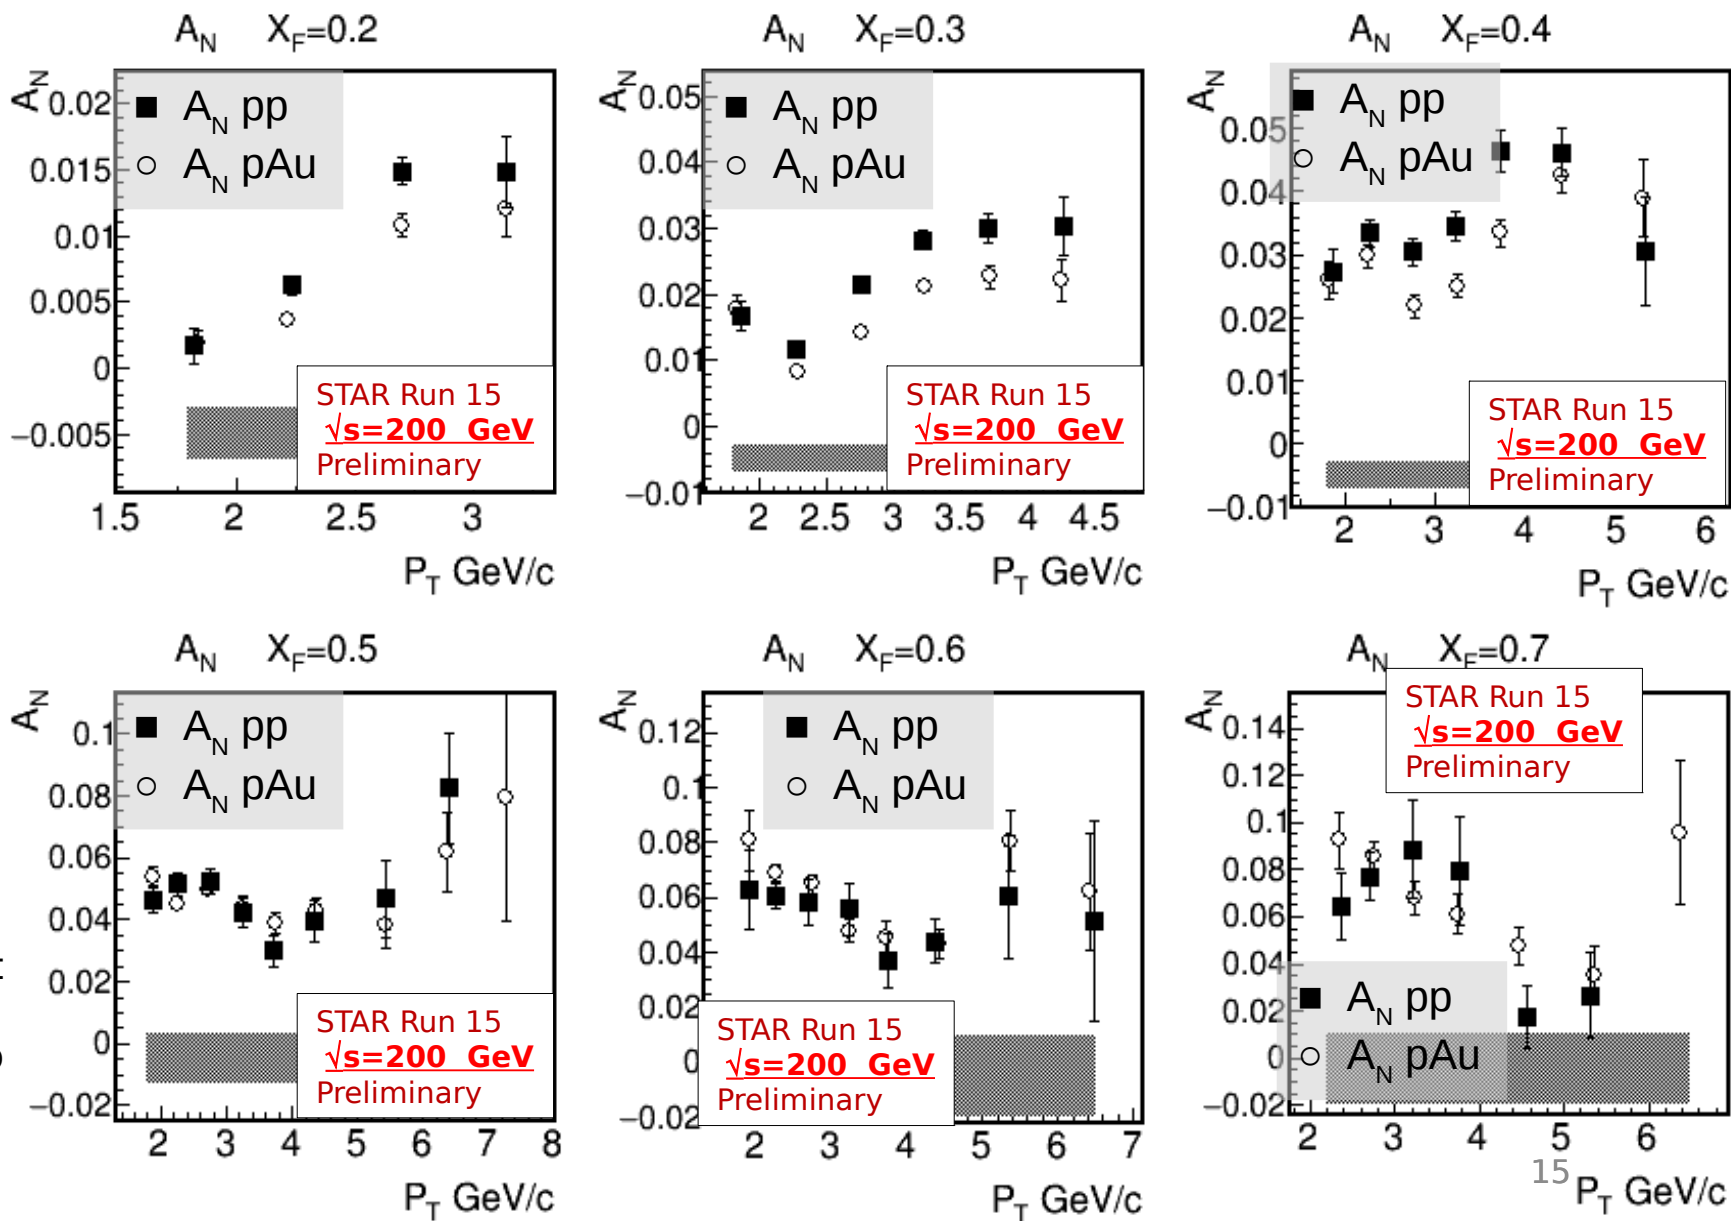 A_N X_F=0.2
A_N
0.02
0.015
0.01
0.005
0
−0.005
A_N pp
A_N pAu
STAR Run 15
√s=200 GeV
Preliminary
1.5 2 2.5 3
P_T GeV/c
A_N X_F=0.3
A_N
0.05
0.04
0.03
0.02
0.01
0
−0.01
A_N pp
A_N pAu
STAR Run 15
√s=200 GeV
Preliminary
2 2.5 3 3.5 4 4.5
P_T GeV/c
A_N X_F=0.4
A_N
0.05
0.04
0.03
0.02
0.01
0
−0.01
A_N pp
A_N pAu
STAR Run 15
√s=200 GeV
Preliminary
2 3 4 5 6
P_T GeV/c
A_N X_F=0.5
A_N
0.1
0.08
0.06
0.04
0.02
0
−0.02
A_N pp
A_N pAu
STAR Run 15
√s=200 GeV
Preliminary
2 3 4 5 6 7 8
P_T GeV/c
A_N X_F=0.6
A_N
0.12
0.1
0.08
0.06
0.04
0.02
0
−0.02
A_N pp
A_N pAu
STAR Run 15
√s=200 GeV
Preliminary
2 3 4 5 6 7
P_T GeV/c
A_N X_F=0.7
A_N
STAR Run 15
√s=200 GeV
Preliminary
0.14
0.12
0.1
0.08
0.06
0.04
0.02
0
−0.02
A_N pp
A_N pAu
2 3 4 5 6
15
P_T GeV/c